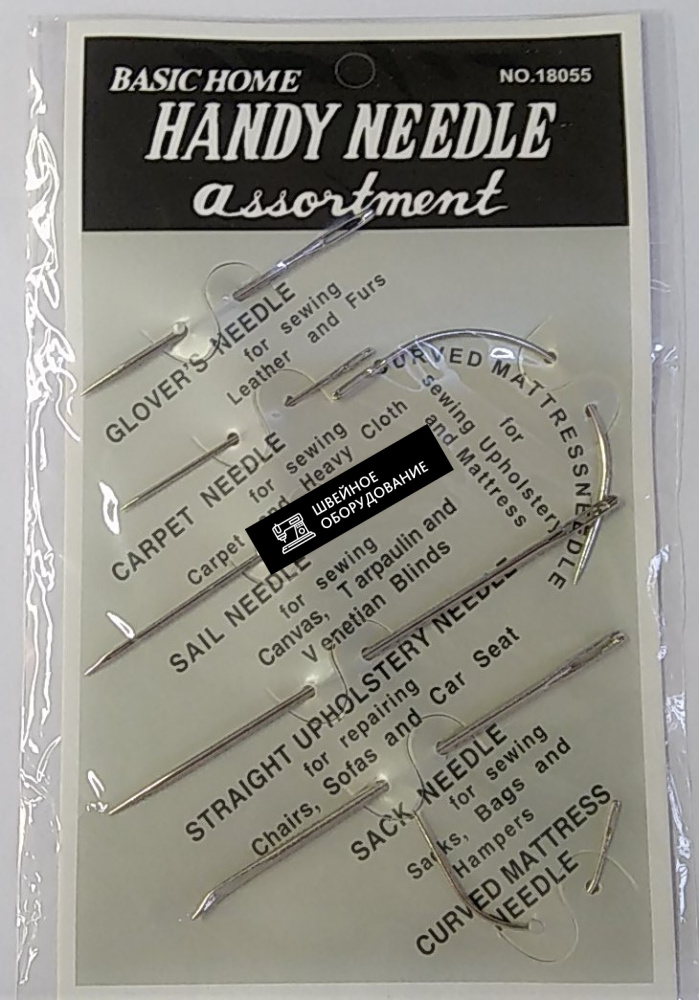 BASIC HOME
NO.18055
HANDY NEEDLE
assortment
GLOVER'S NEEDLE
for sewing
Leather and Furs
CURVED MATTRESS NEEDLE
for
sewing Upholstery
and Mattress
CARPET NEEDLE
for sewing
Carpet and Heavy Cloth
ШВЕЙНОЕ
ОБОРУДОВАНИЕ
SAIL NEEDLE
for sewing
Canvas, Tarpaulin and
Venetian Blinds
STRAIGHT UPHOLSTERY NEEDLE
for repairing
Chairs, Sofas and Car Seat
SACK NEEDLE
for sewing
Sacks, Bags and
Hampers
CURVED MATTRESS
NEEDLE